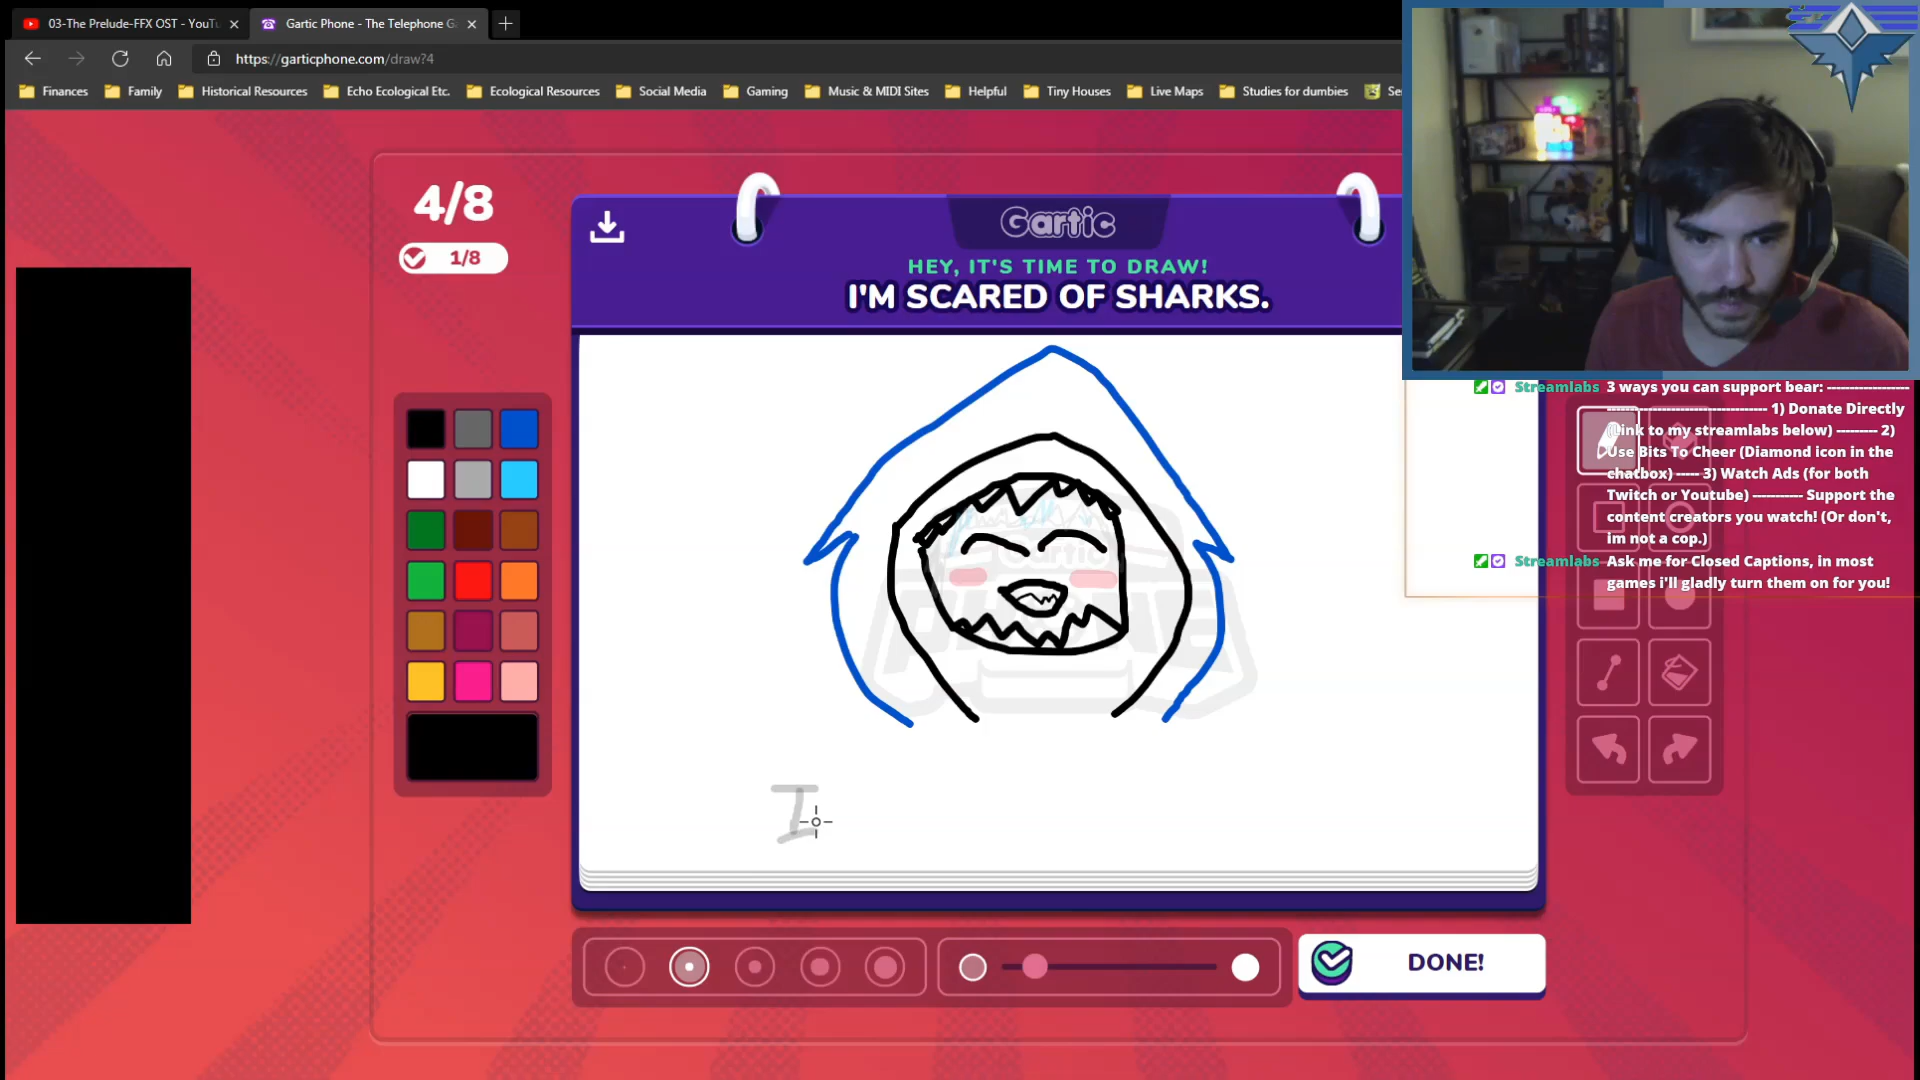 03-The Prelude-FFX OST - YouTu
Gartic Phone - The Telephone G
https://garticphone.com/draw?4
Finances Family Historical Resources Echo Ecological Etc. Ecological Resources Social Media Gaming Music & MIDI Sites Helpful Tiny Houses Live Maps Studies for dumbies Se
4/8
1/8
Gartic
HEY, IT'S TIME TO DRAW!
I'M SCARED OF SHARKS.
Gartic
PHONE
I
DONE!
Streamlabs 3 ways you can support bear: -------------------
-------------------------------- 1) Donate Directly
(Link to my streamlabs below) --------- 2)
Use Bits To Cheer (Diamond icon in the
chatbox) ----- 3) Watch Ads (for both
Twitch or Youtube) ----------- Support the
content creators you watch! (Or don't,
im not a cop.)
Streamlabs Ask me for Closed Captions, in most
games i'll gladly turn them on for you!